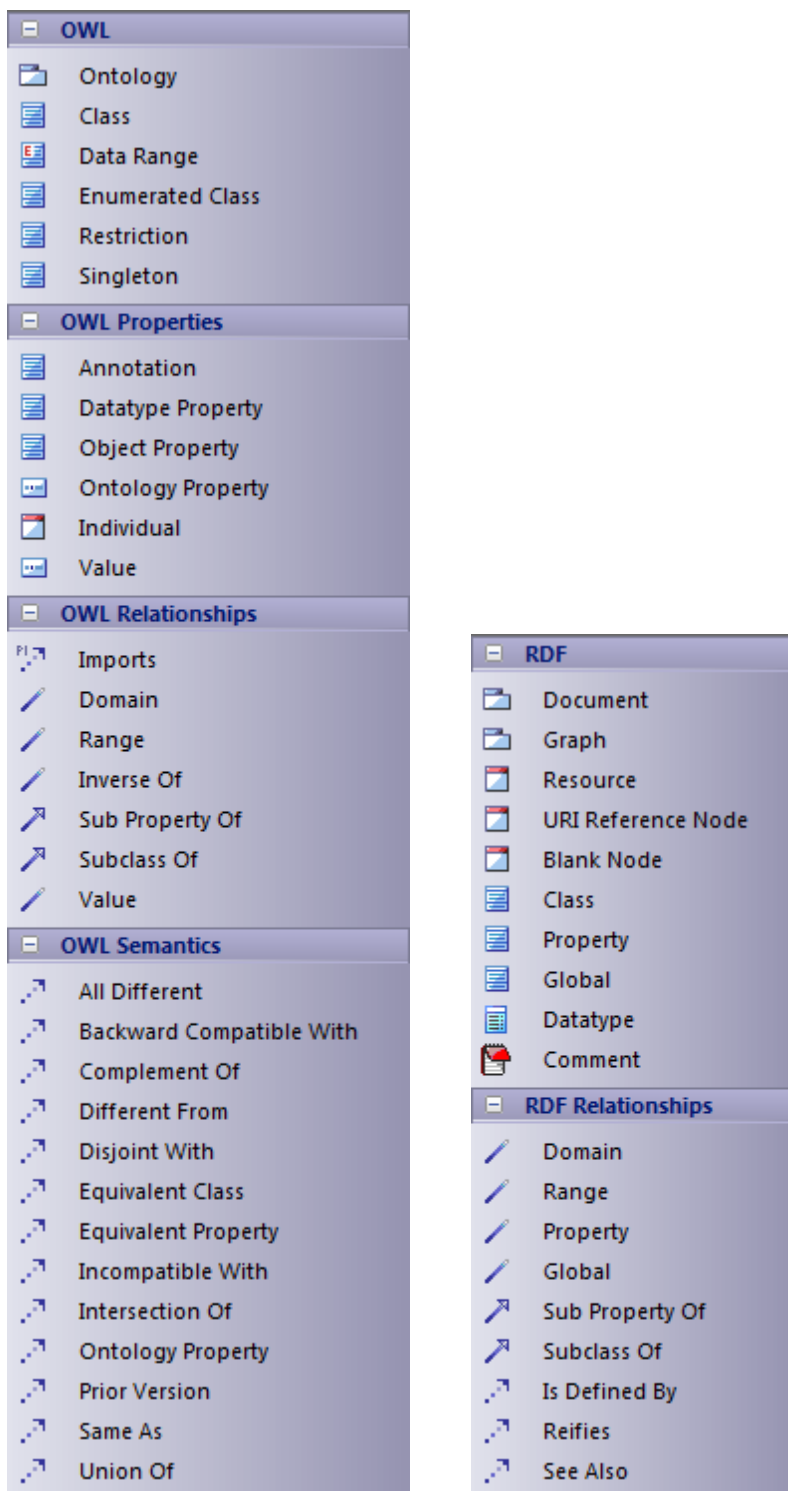 OWL
Ontology
Class
Data Range
Enumerated Class
Restriction
Singleton
OWL Properties
Annotation
Datatype Property
Object Property
Ontology Property
Individual
Value
OWL Relationships
Imports
Domain
Range
Inverse Of
Sub Property Of
Subclass Of
Value
OWL Semantics
All Different
Backward Compatible With
Complement Of
Different From
Disjoint With
Equivalent Class
Equivalent Property
Incompatible With
Intersection Of
Ontology Property
Prior Version
Same As
Union Of
RDF
Document
Graph
Resource
URI Reference Node
Blank Node
Class
Property
Global
Datatype
Comment
RDF Relationships
Domain
Range
Property
Global
Sub Property Of
Subclass Of
Is Defined By
Reifies
See Also